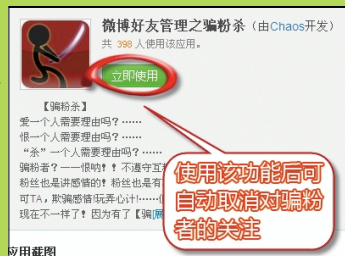 微博好友管理之骗粉杀（由Chaos开发）
共 398 人使用该应用。
立即使用
【骗粉杀】
爱一个人需要理由吗？……
恨一个人需要理由吗？……
“杀”一个人需要理由吗？……
骗粉者？一一恨哟！！不遵守互
粉丝也是讲感情的！粉丝也是有
可TA，欺骗感情!玩弄心计!……但
现在不一样了！因为有了【骗[展
使用该功能后可
自动取消对骗粉
者的关注
应用截图